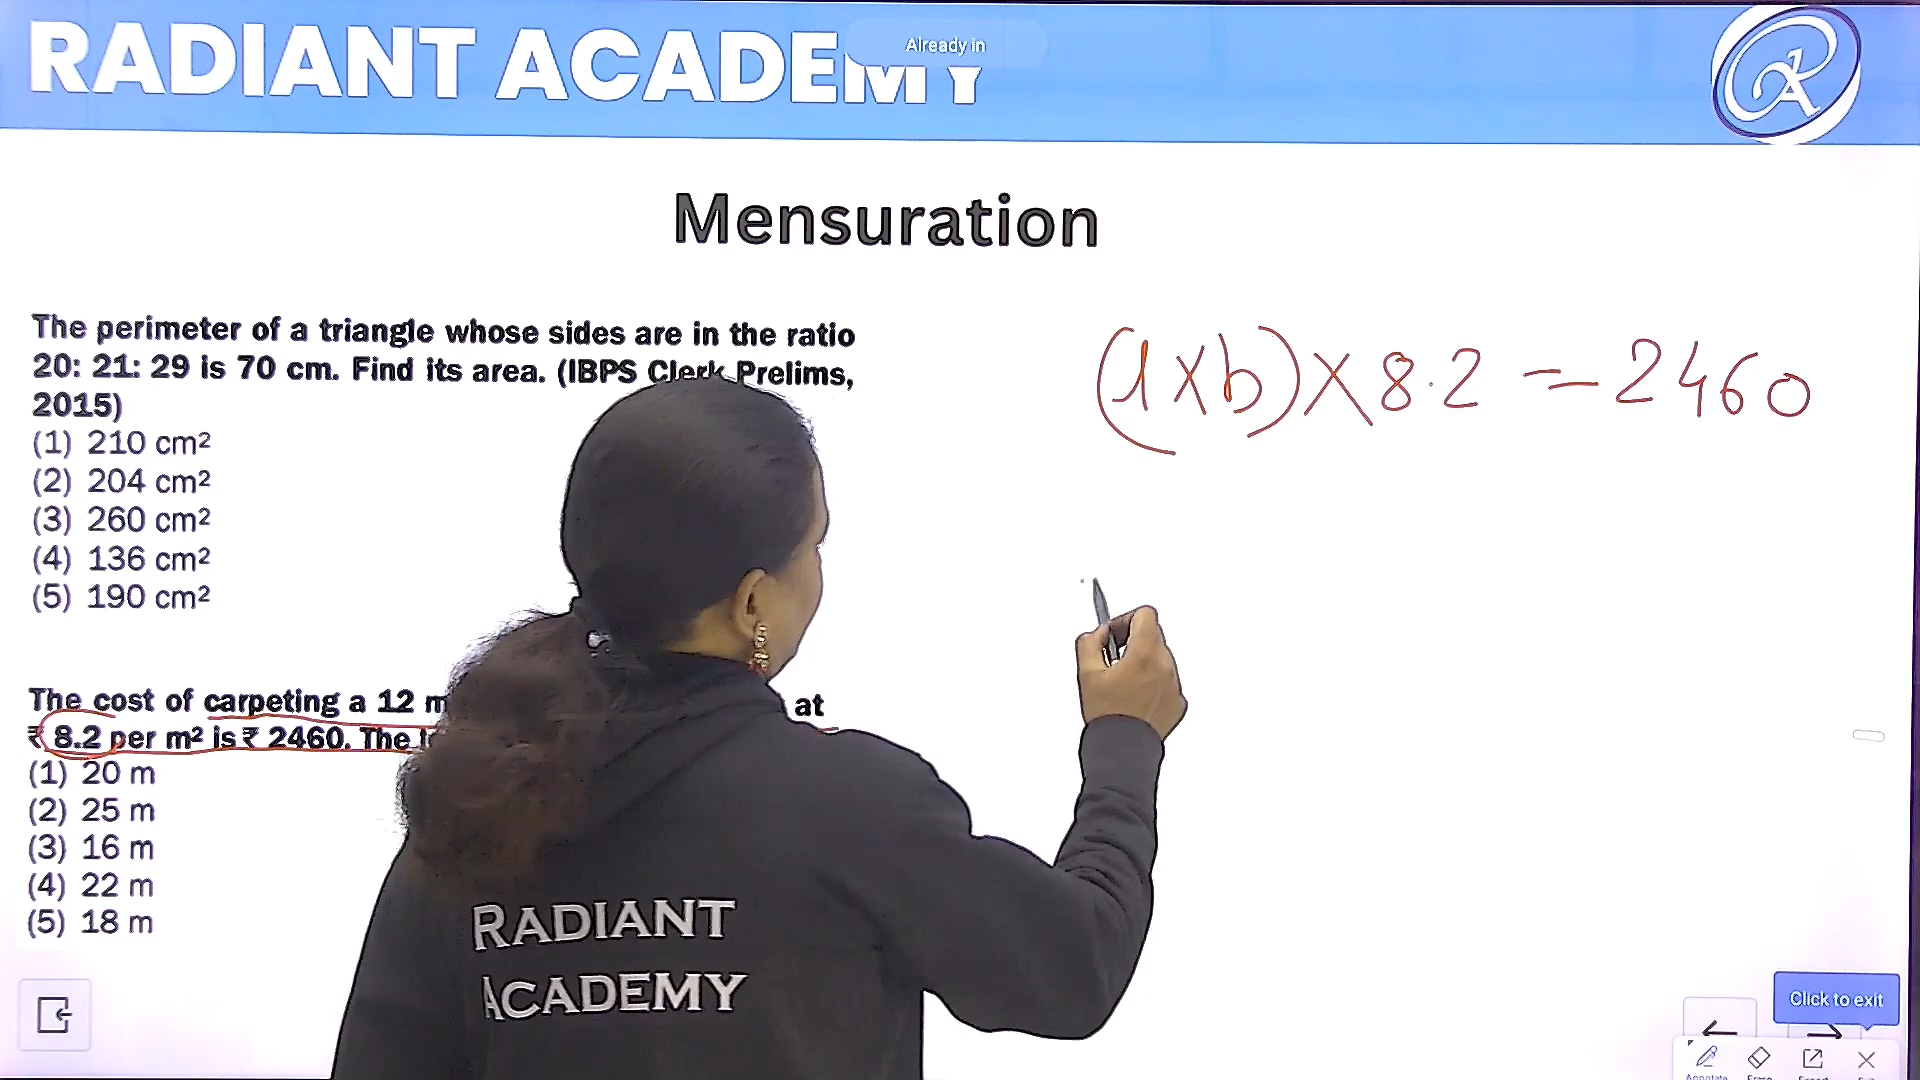 RADIANT ACADEMY
Already in
Mensuration
The perimeter of a triangle whose sides are in the ratio
20: 21: 29 is 70 cm. Find its area. (IBPS Clerk Prelims,
2015)
(1) 210 cm²
(2) 204 cm²
(3) 260 cm²
(4) 136 cm²
(5) 190 cm²
(l×b)×8.2 = 2460
The cost of carpeting a 12 m at
₹ 8.2 per m² is ₹ 2460. The
(1) 20 m
(2) 25 m
(3) 16 m
(4) 22 m
(5) 18 m
RADIANT
ACADEMY
Click to exit